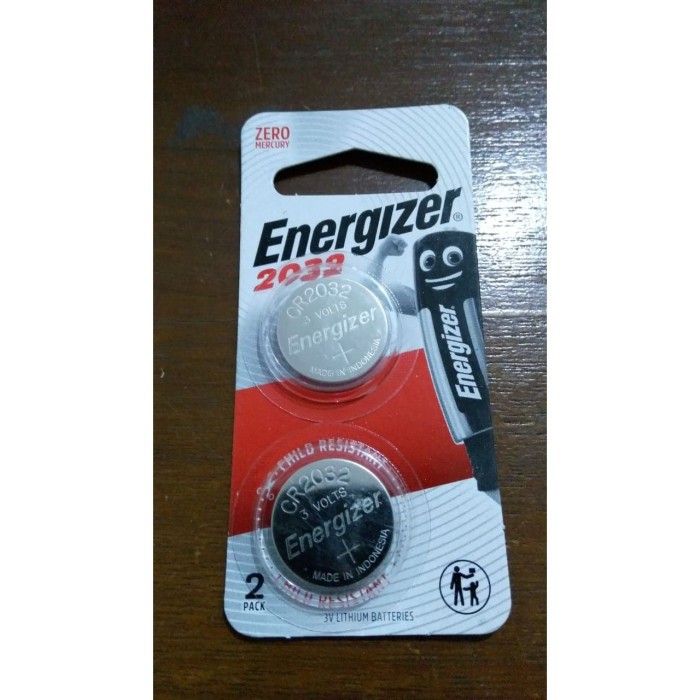 ZERO
MERCURY
Energizer®
2032
CR2032
3 VOLTS
Energizer
+
MADE IN INDONESIA
Energizer
CHILD RESISTANT
CR2032
3 VOLTS
Energizer
+
MADE IN INDONESIA
CHILD RESISTANT
2
PACK
3V LITHIUM BATTERIES